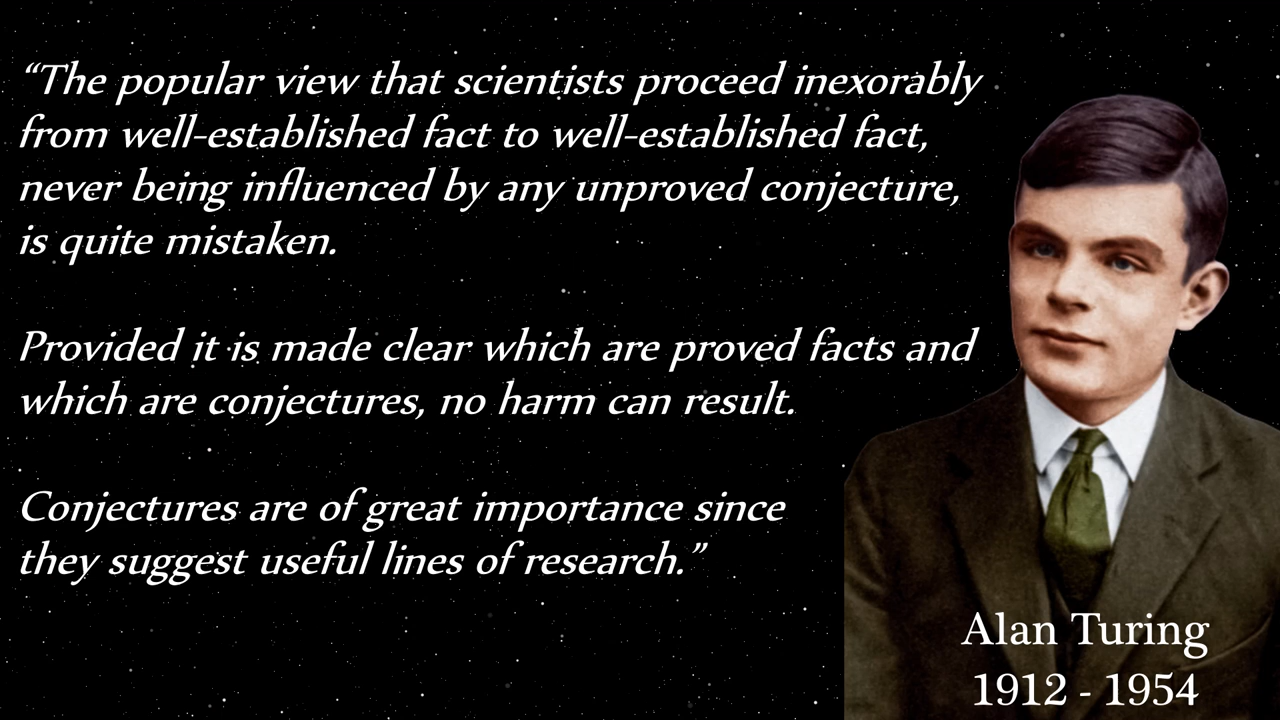 “The popular view that scientists proceed inexorably
from well-established fact to well-established fact,
never being influenced by any unproved conjecture,
is quite mistaken.
Provided it is made clear which are proved facts and
which are conjectures, no harm can result.
Conjectures are of great importance since
they suggest useful lines of research.”
Alan Turing
1912 - 1954